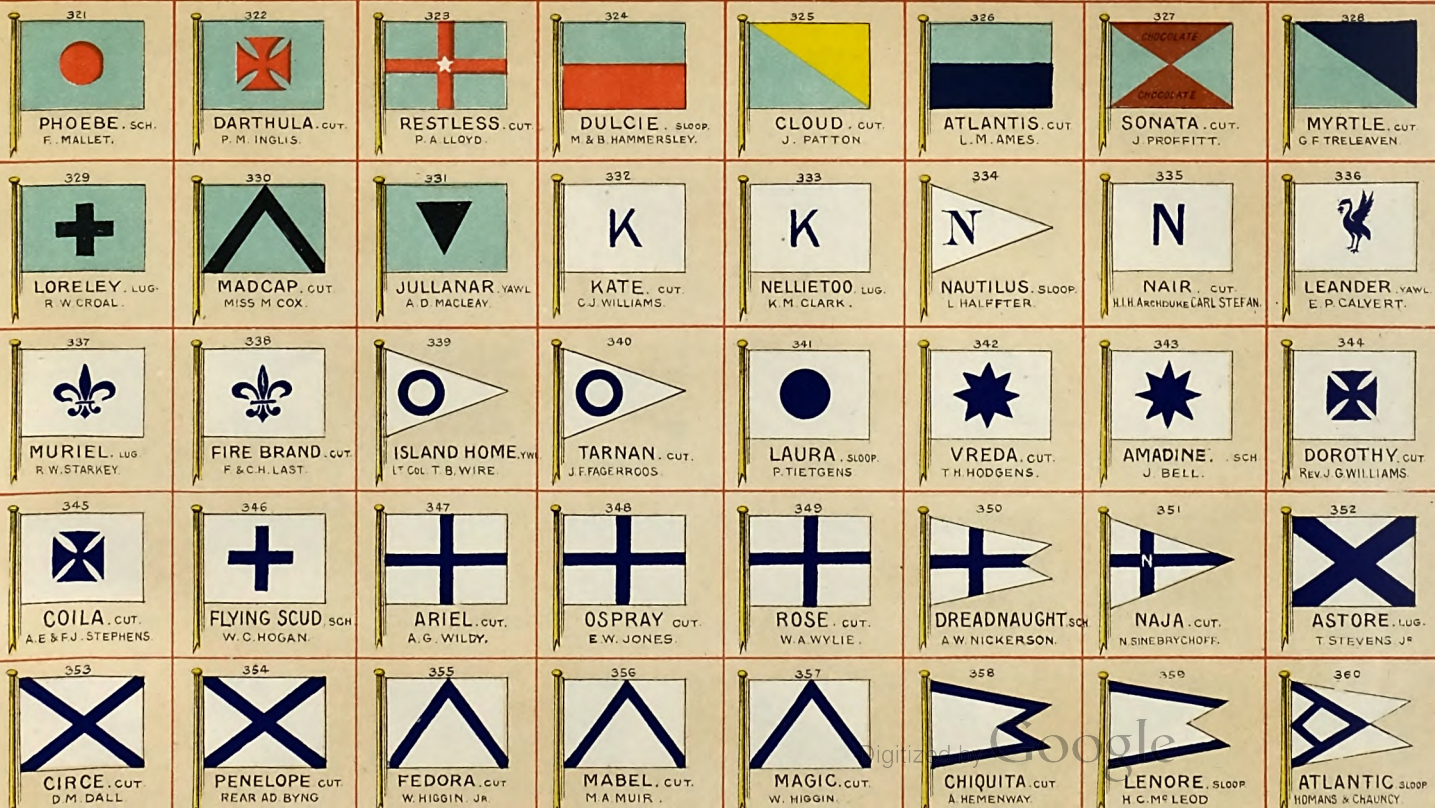 321
PHOEBE. SCH.
F. MALLET.
322
DARTHULA. CUT.
P. M. INGLIS.
323
RESTLESS. CUT.
P. A LLOYD.
324
DULCIE. SLOOP.
M & B HAMMERSLEY.
325
CLOUD. CUT.
J. PATTON
326
ATLANTIS. CUT
L. M. AMES.
327
CHOCOLATE
CHOCOLATE
SONATA. CUT.
J. PROFFITT.
328
MYRTLE. CUT
G F TRELEAVEN
329
LORELEY. LUG.
R W CROAL.
330
MADCAP. CUT
MISS M COX.
331
JULLANAR. YAWL
A. D. MACLEAY.
332
K
KATE. CUT.
C. J. WILLIAMS.
333
K
NELLIETOO. LUG.
K. M. CLARK.
334
N
NAUTILUS. SLOOP.
L HALFFTER.
335
N
NAIR. CUT.
H.I.H. ARCHDUKE CARL STEFAN.
336
LEANDER. YAWL.
E. P. CALVERT.
337
MURIEL. LUG.
R W. STARKEY.
338
FIRE BRAND. CUT.
F & C. H. LAST.
339
ISLAND HOME. YWL
LT COL. T. B. WIRE.
340
TARNAN. CUT.
J. F. FAGERROOS.
341
LAURA. SLOOP.
P. TIETGENS
342
VREDA. CUT.
T H. HODGENS.
343
AMADINE. SCH
J. BELL.
344
DOROTHY. CUT
REV. J. G. WILLIAMS.
345
COILA. CUT.
A. E & F. J. STEPHENS.
346
FLYING SCUD. SCH
W. C. HOGAN.
347
ARIEL. CUT.
A. G. WILDY.
348
OSPRAY CUT.
E. W. JONES.
349
ROSE. CUT.
W. A. WYLIE.
350
DREADNAUGHT. SCH
A W. NICKERSON.
351
N
NAJA. CUT.
N. SINEBRYCHOFF.
352
ASTORE. LUG.
T STEVENS JR
353
CIRCE. CUT.
D. M. DALL
354
PENELOPE CUT.
REAR AD. BYNG
355
FEDORA. CUT
W. HIGGIN. JR.
356
MABEL. CUT.
M. A MUIR.
357
MAGIC. CUT.
W. HIGGIN
358
CHIQUITA. CUT
A. HEMENWAY.
359
LENORE. SLOOP
H C. MC LEOD
360
ATLANTIC. SLOOP
HOMANS & CHAUNCY
Digitized by Google